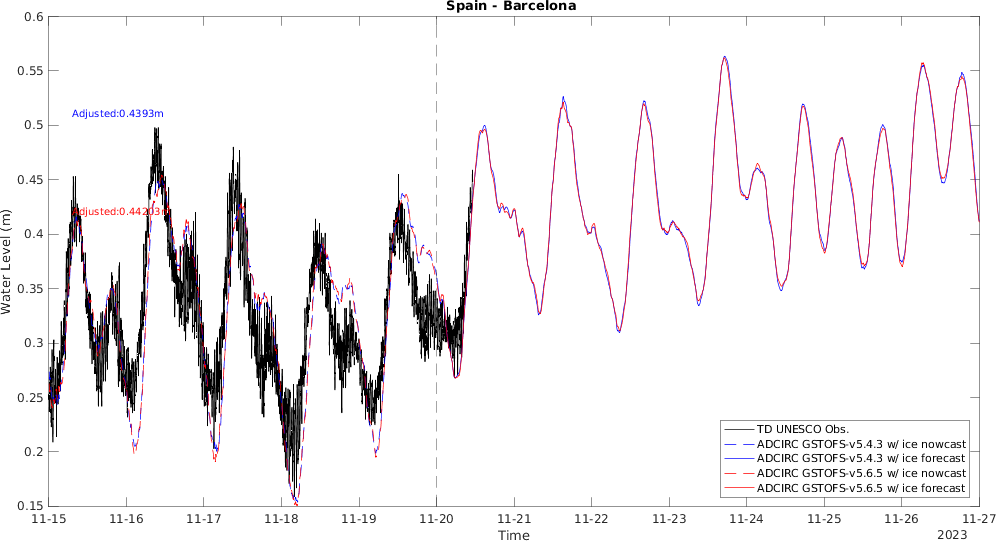 Spain - Barcelona
0.6
0.55
0.5
0.45
0.4
0.35
0.3
0.25
0.2
0.15
Water Level (m)
Adjusted:0.4393m
Adjusted:0.44203m
TD UNESCO Obs.
ADCIRC GSTOFS-v5.4.3 w/ ice nowcast
ADCIRC GSTOFS-v5.4.3 w/ ice forecast
ADCIRC GSTOFS-v5.6.5 w/ ice nowcast
ADCIRC GSTOFS-v5.6.5 w/ ice forecast
11-15 11-16 11-17 11-18 11-19 11-20 11-21 11-22 11-23 11-24 11-25 11-26 11-27
Time
2023